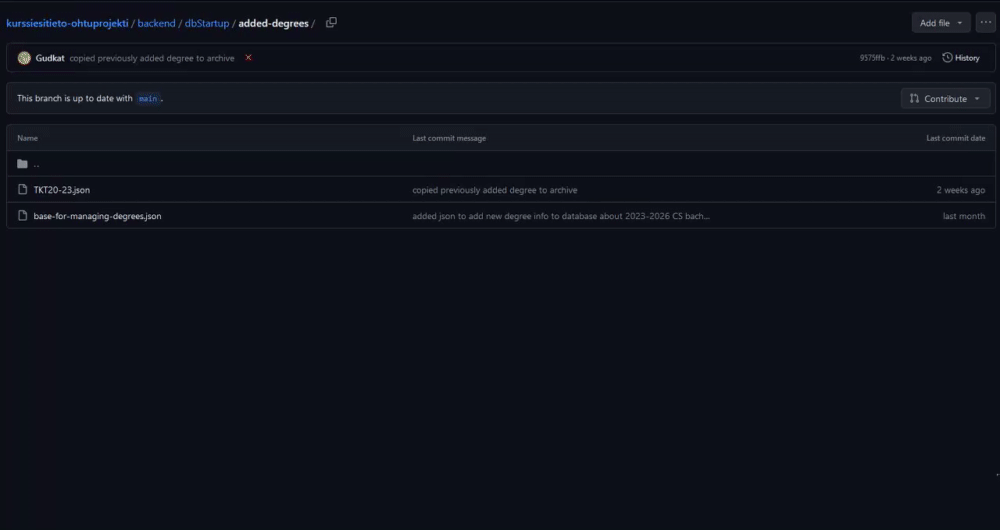 kurssiesitieto-ohtuprojekti / backend / dbStartup / added-degrees / Add file ...
Gudkat copied previously added degree to archive 9575ffb · 2 weeks ago History
This branch is up to date with main. Contribute
Name Last commit message Last commit date
..
TKT20-23.json copied previously added degree to archive 2 weeks ago
base-for-managing-degrees.json added json to add new degree info to database about 2023-2026 CS bach... last month